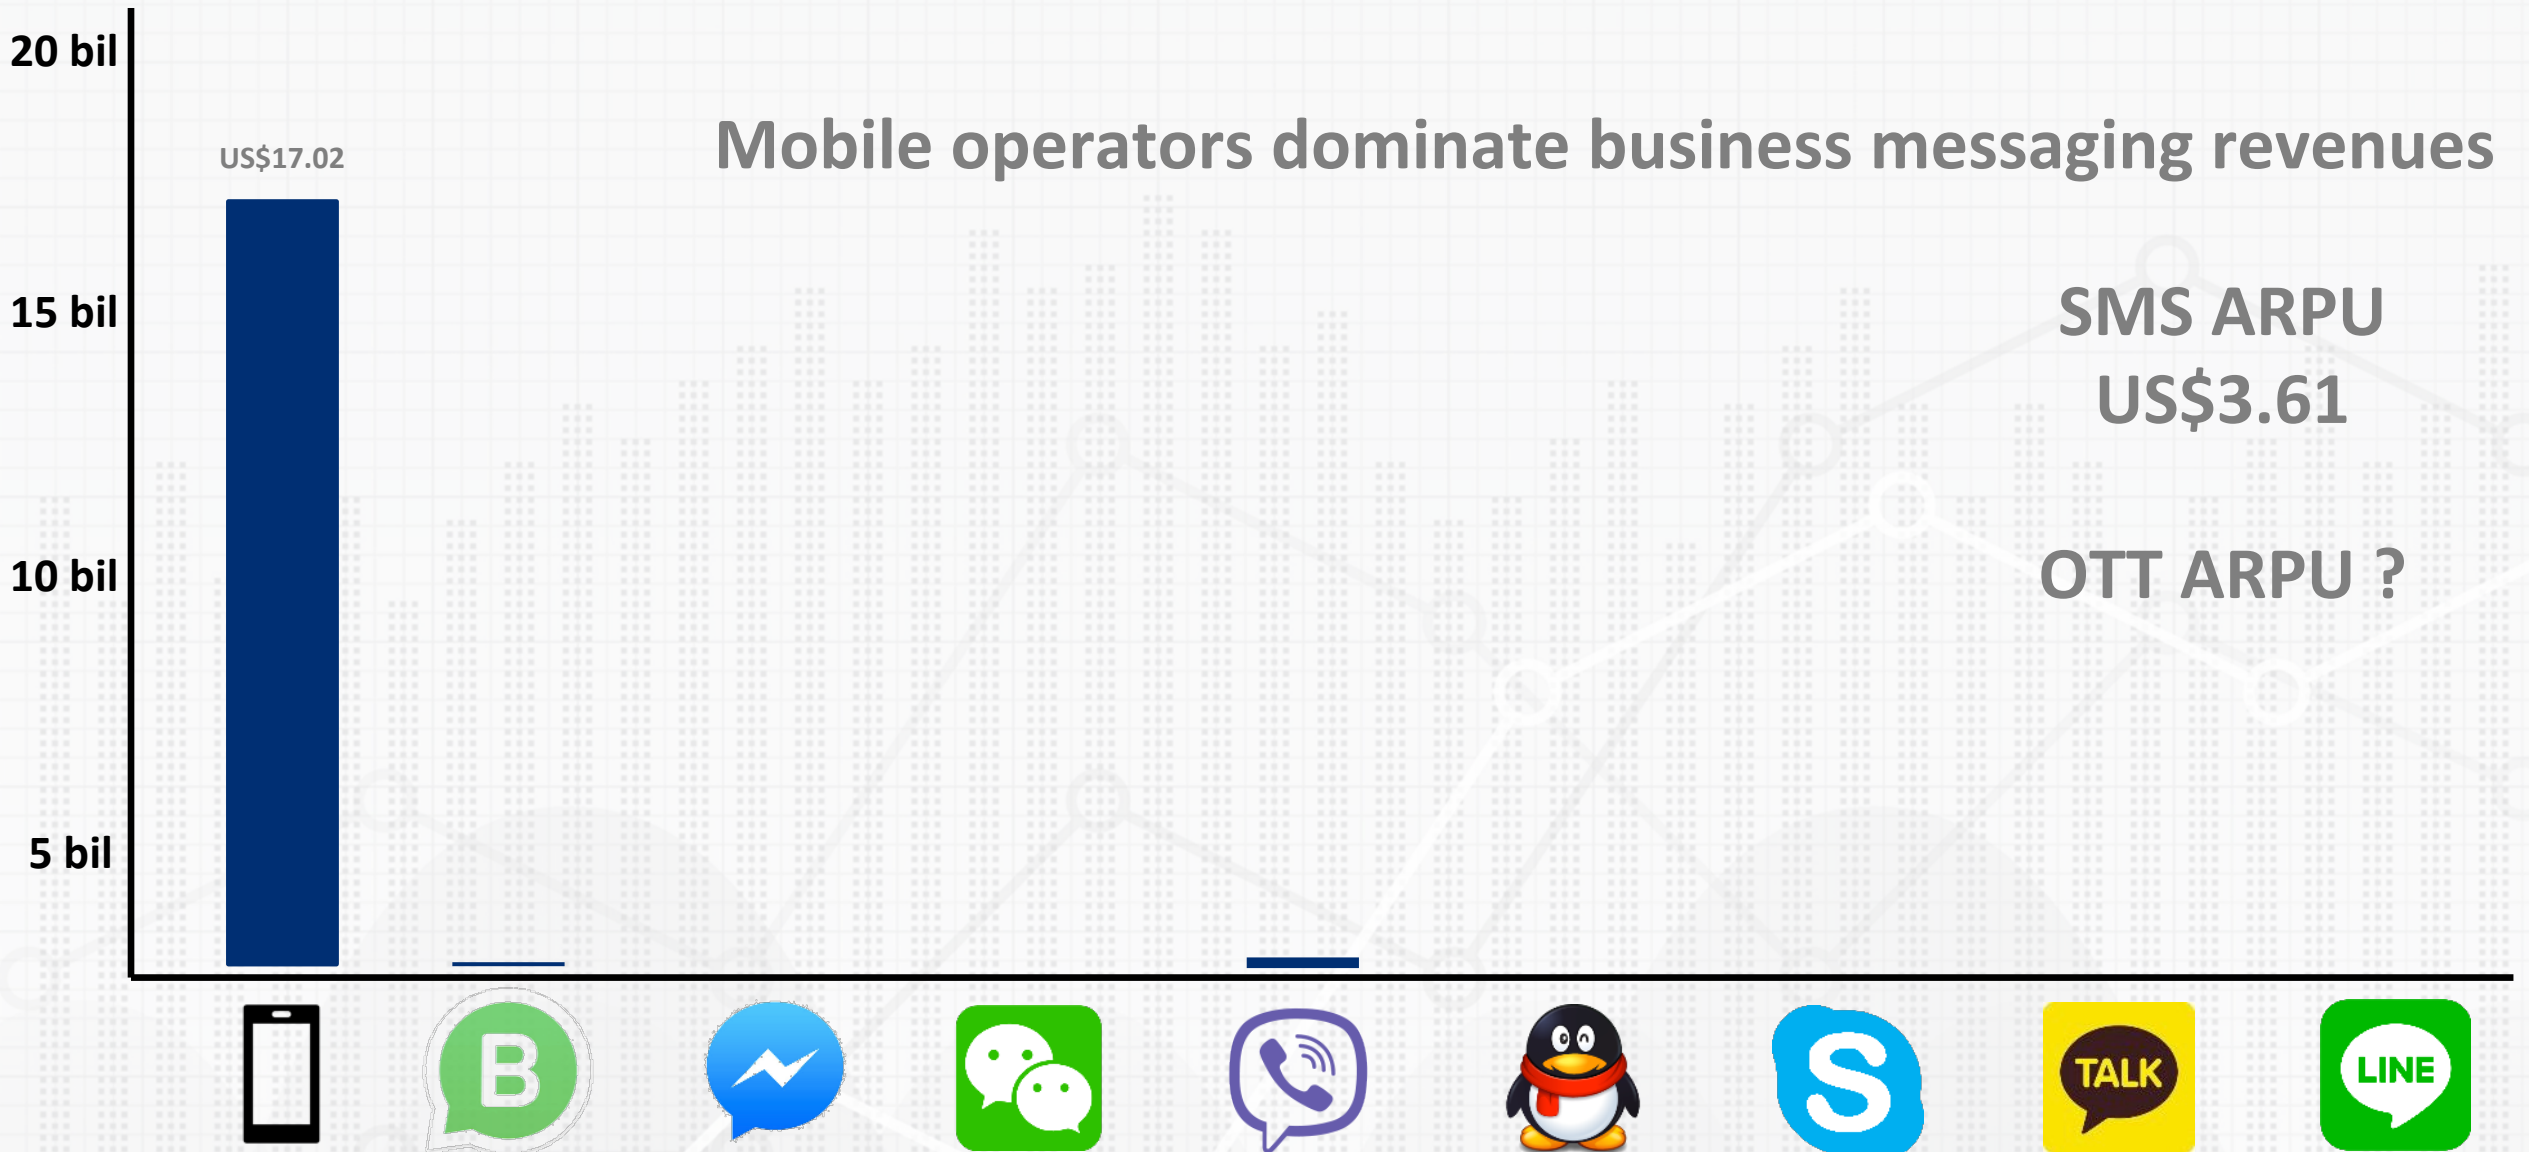 20 bil
Mobile operators dominate business messaging revenues
US$17.02
15 bil
SMS ARPU
US$3.61
10 bil
OTT ARPU ?
5 bil
B
S
TALK
LINE